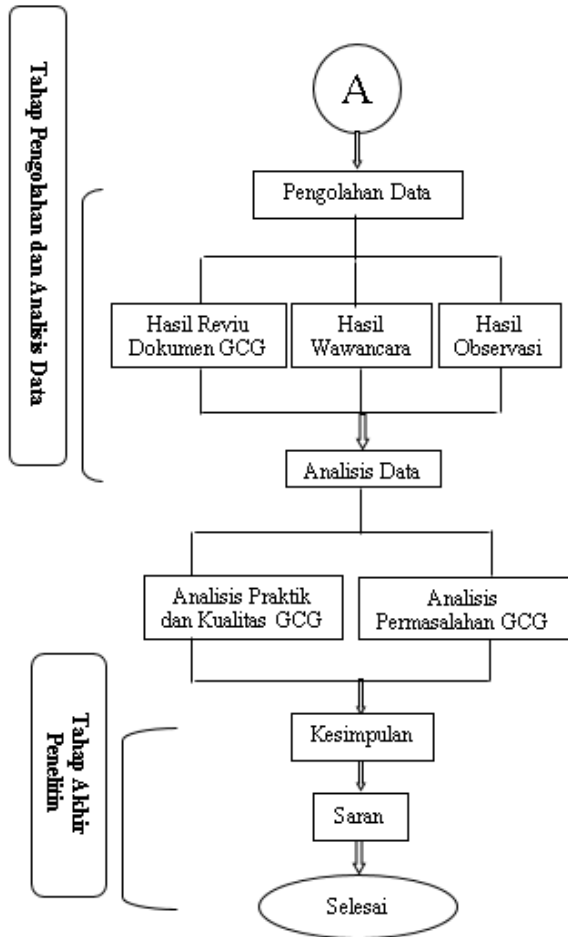 Tahap Pengolahan dan Analisis Data
A
Pengolahan Data
Hasil Reviu
Dokumen GCG
Hasil
Wawancara
Hasil
Observasi
Analisis Data
Analisis Praktik
dan Kualitas GCG
Analisis
Permasalahan GCG
Tahap Akhir
Penelitin
Kesimpulan
Saran
Selesai